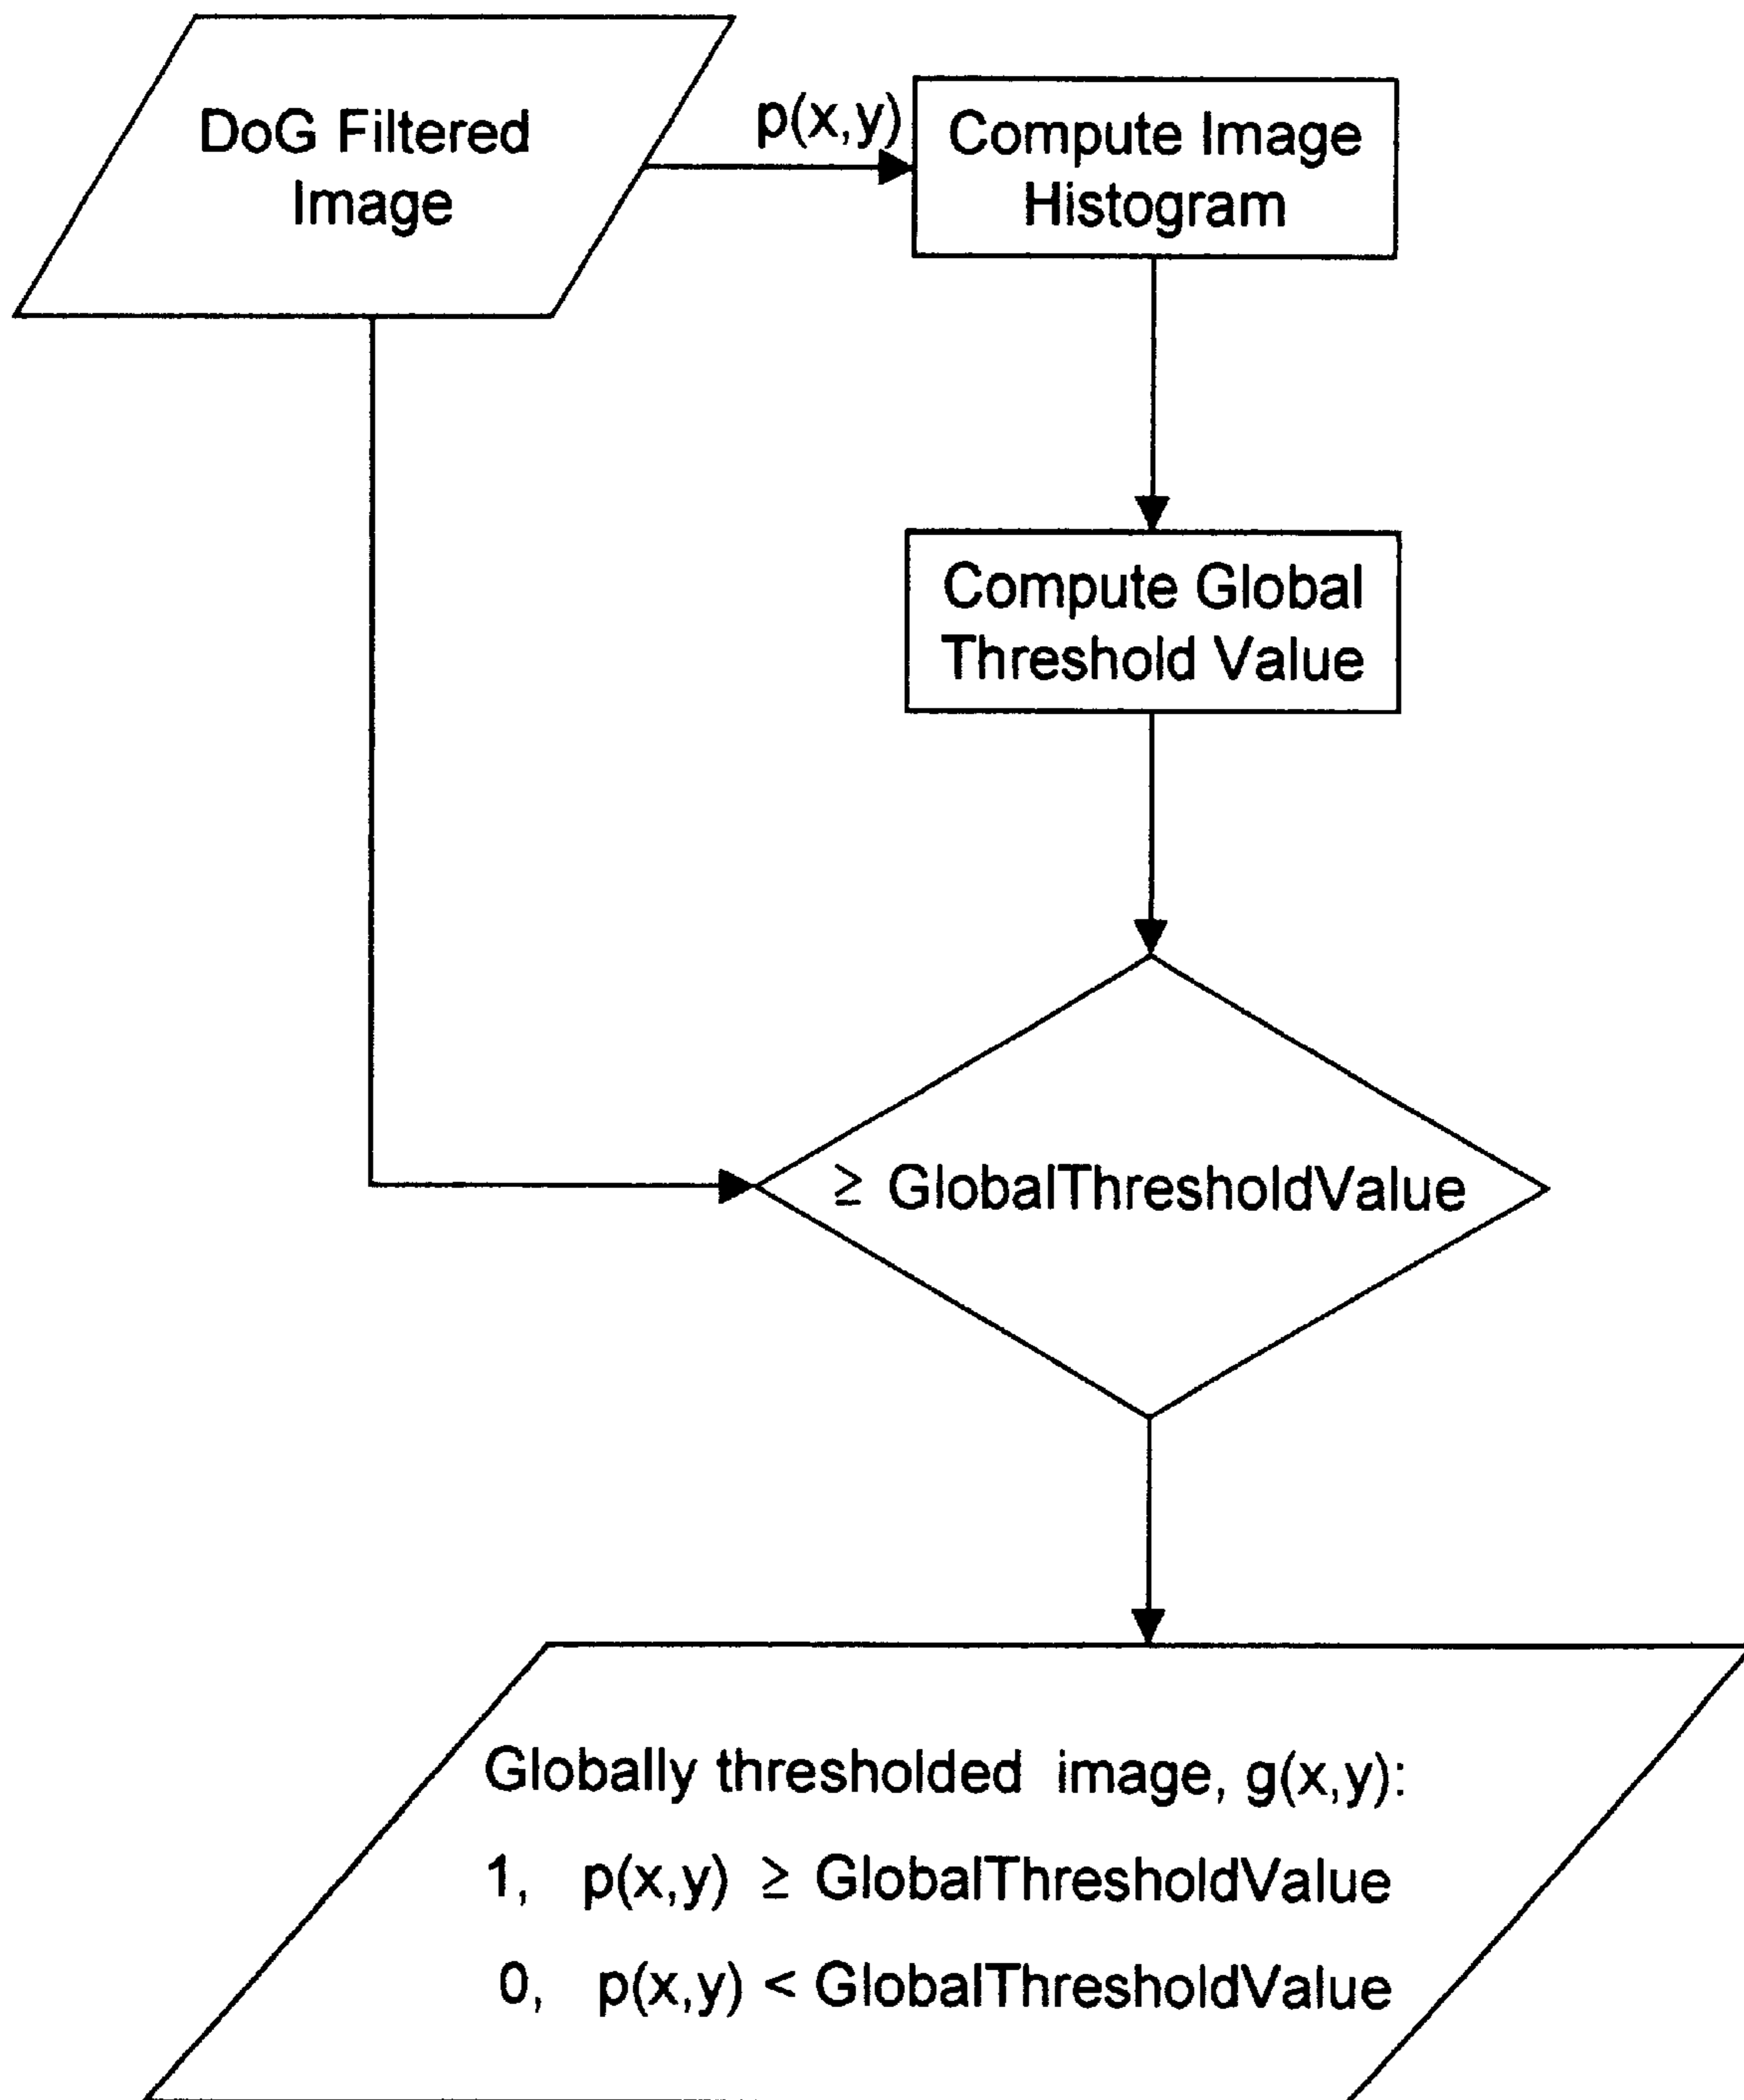 DoG Filtered
Image
p(x,y)
Compute Image
Histogram
Compute Global
Threshold Value
≥ GlobalThresholdValue
Globally thresholded image, g(x,y):
1, p(x,y) ≥ GlobalThresholdValue
0, p(x,y) < GlobalThresholdValue